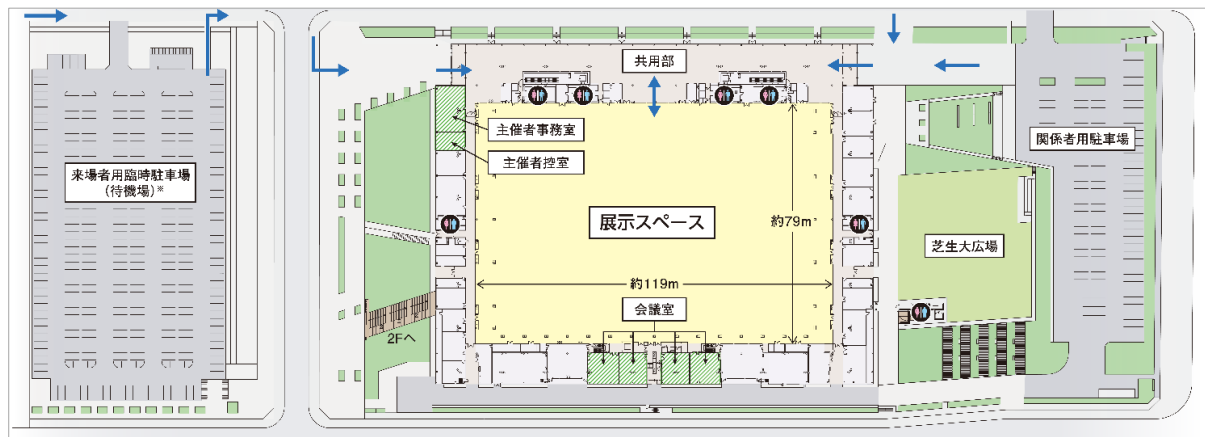 共用部
主催者事務室
主催者控室
来場者用臨時駐車場
(待機場)※
関係者用駐車場
展示スペース
約79m
芝生大広場
約119m
会議室
2Fへ